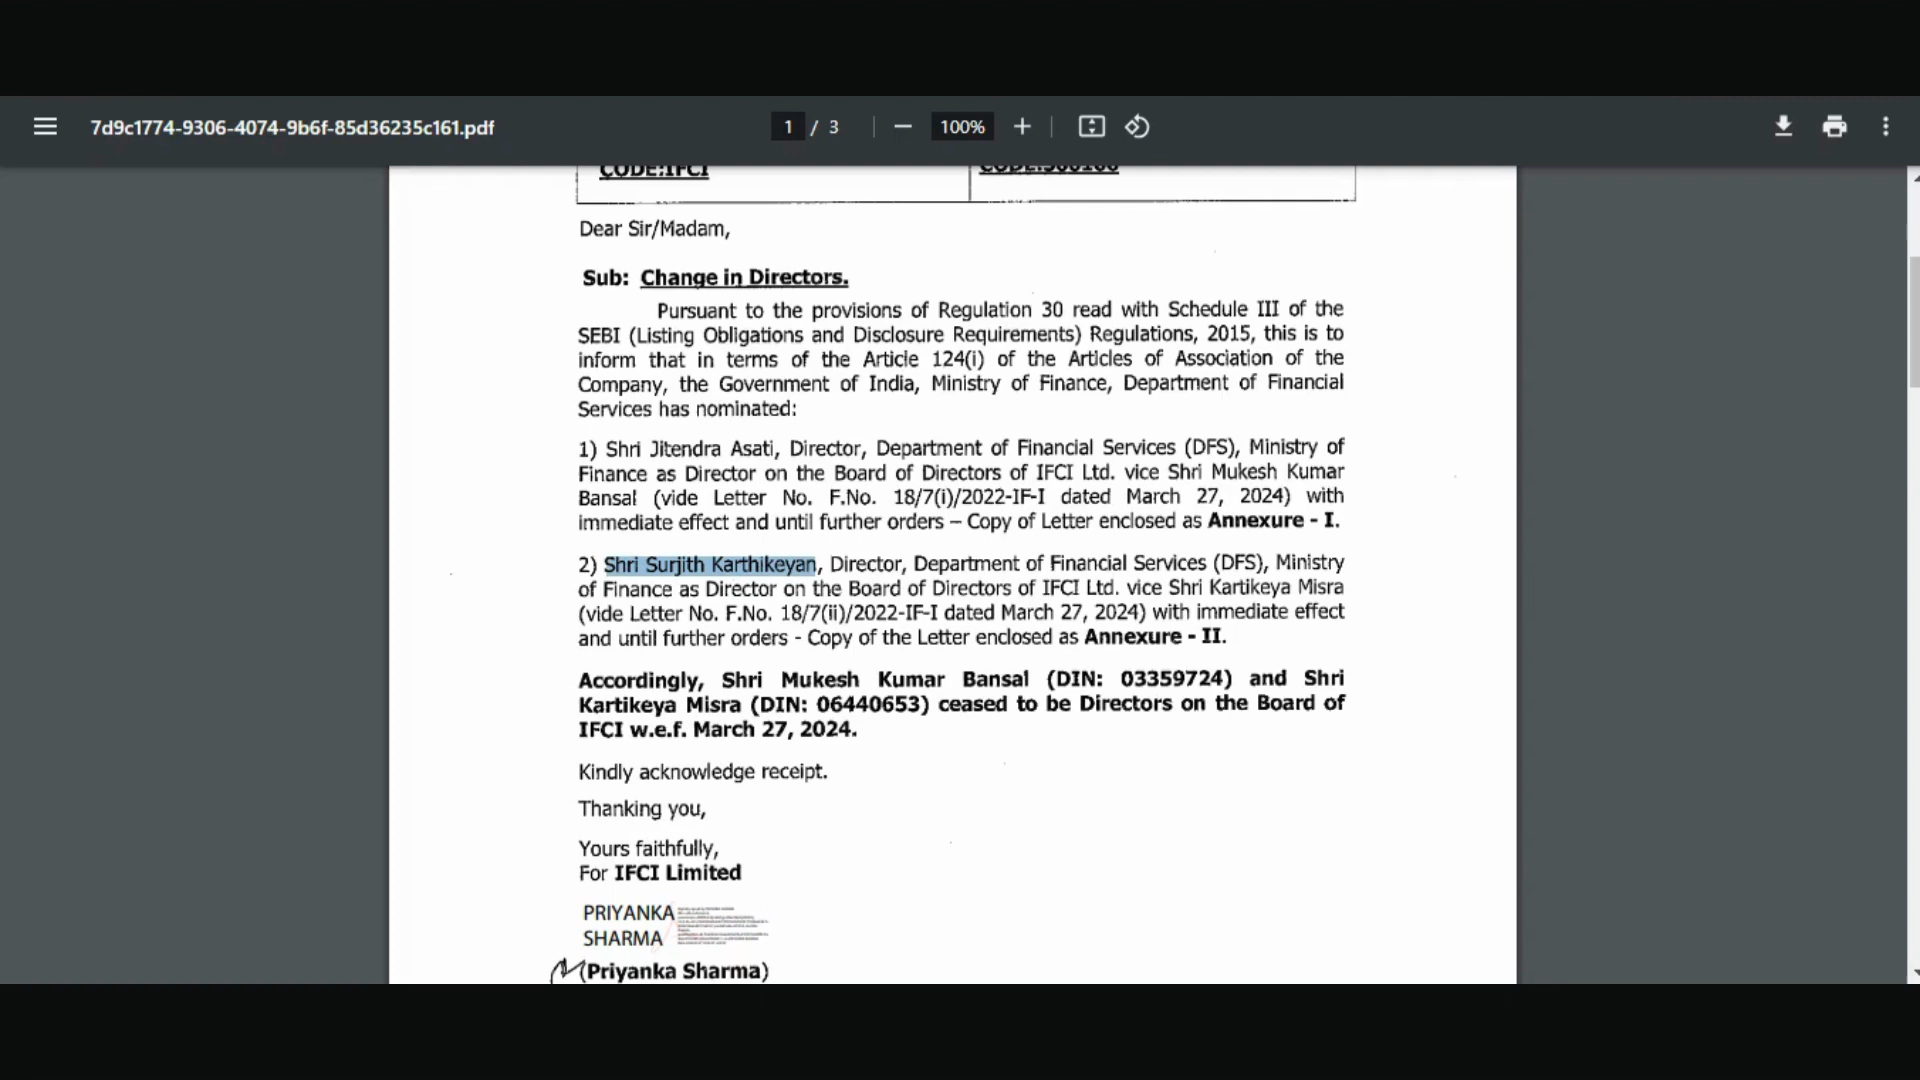 7d9c1774-9306-4074-9b6f-85d36235c161.pdf
1 / 3
100%
CODE:IFCI
Dear Sir/Madam,
Sub: Change in Directors.
Pursuant to the provisions of Regulation 30 read with Schedule III of the
SEBI (Listing Obligations and Disclosure Requirements) Regulations, 2015, this is to
inform that in terms of the Article 124(i) of the Articles of Association of the
Company, the Government of India, Ministry of Finance, Department of Financial
Services has nominated:
1) Shri Jitendra Asati, Director, Department of Financial Services (DFS), Ministry of
Finance as Director on the Board of Directors of IFCI Ltd. vice Shri Mukesh Kumar
Bansal (vide Letter No. F.No. 18/7(i)/2022-IF-I dated March 27, 2024) with
immediate effect and until further orders – Copy of Letter enclosed as Annexure - I.
2) Shri Surjith Karthikeyan, Director, Department of Financial Services (DFS), Ministry
of Finance as Director on the Board of Directors of IFCI Ltd. vice Shri Kartikeya Misra
(vide Letter No. F.No. 18/7(ii)/2022-IF-I dated March 27, 2024) with immediate effect
and until further orders - Copy of the Letter enclosed as Annexure - II.
Accordingly, Shri Mukesh Kumar Bansal (DIN: 03359724) and Shri
Kartikeya Misra (DIN: 06440653) ceased to be Directors on the Board of
IFCI w.e.f. March 27, 2024.
Kindly acknowledge receipt.
Thanking you,
Yours faithfully,
For IFCI Limited
PRIYANKA
SHARMA
(Priyanka Sharma)